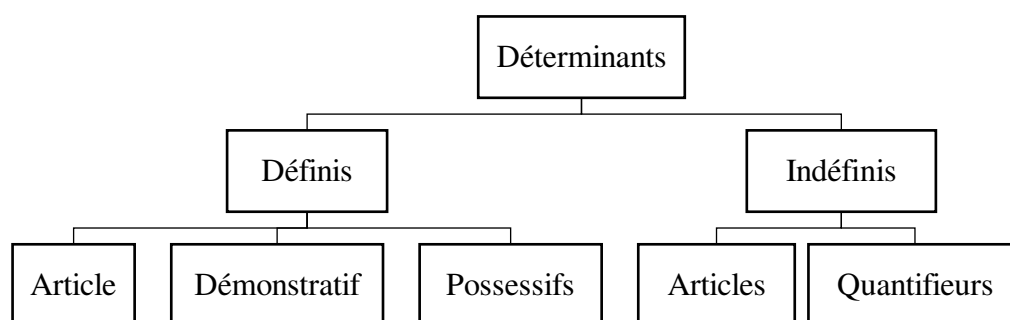 Déterminants
Définis
Indéfinis
Article
Démonstratif
Possessifs
Articles
Quantifieurs